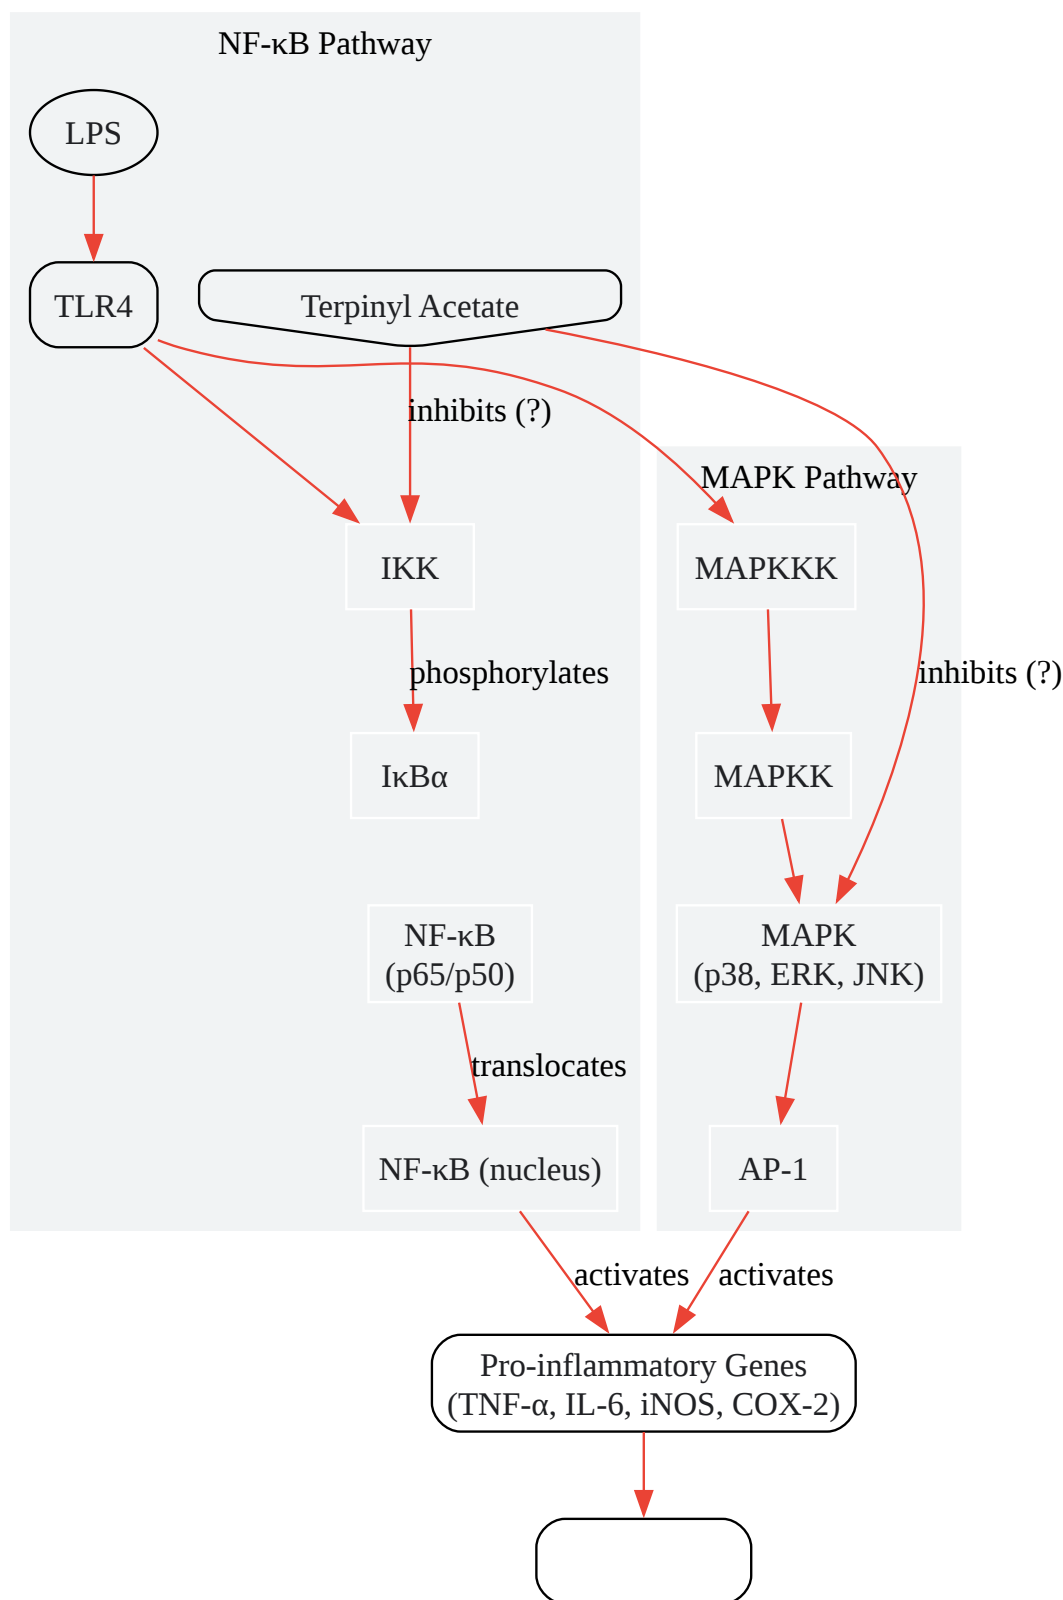 NF-κB Pathway
LPS
TLR4
Terpinyl Acetate
inhibits (?)
MAPK Pathway
IKK
MAPKKK
phosphorylates
inhibits (?)
IκBα
MAPKK
NF-κB
(p65/p50)
MAPK
(p38, ERK, JNK)
translocates
NF-κB (nucleus)
AP-1
activates
activates
Pro-inflammatory Genes
(TNF-α, IL-6, iNOS, COX-2)